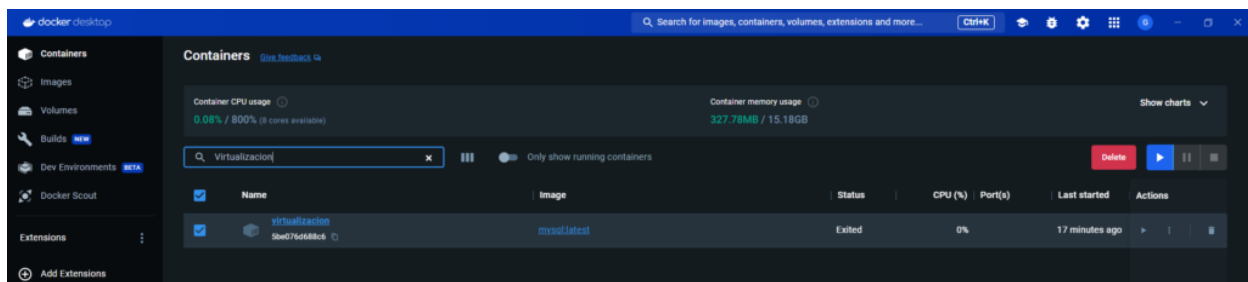 docker desktop
Search for images, containers, volumes, extensions and more...
Ctrl+K
G
Containers
Images
Volumes
Builds NEW
Dev Environments BETA
Docker Scout
Extensions
Add Extensions
Containers Give feedback
Container CPU usage
0.08% / 800% (8 cores available)
Container memory usage
327.78MB / 15.18GB
Show charts
Virtualizacion
Only show running containers
Delete
Name Image Status CPU (%) Port(s) Last started Actions
virtualizacion
5be076d688c6
mysql:latest Exited 0% 17 minutes ago